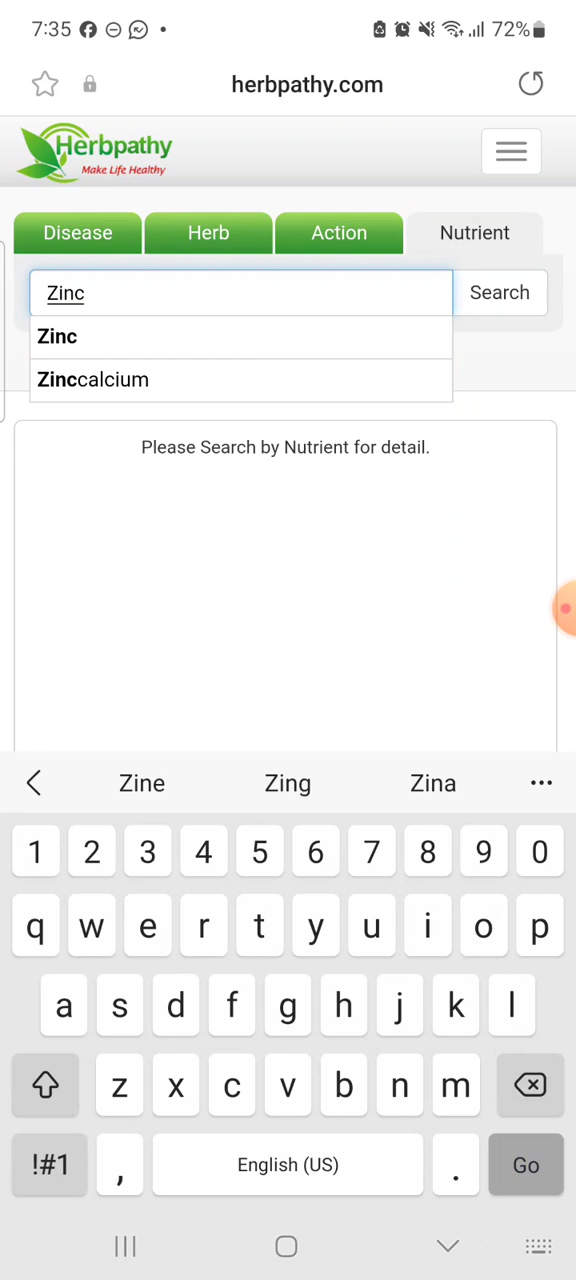 7:35 72%
herbpathy.com
Herbpathy
Make Life Healthy
Disease Herb Action Nutrient
Zinc Search
Zinc
Zinccalcium
Please Search by Nutrient for detail.
Zine Zing Zina
1 2 3 4 5 6 7 8 9 0
q w e r t y u i o p
a s d f g h j k l
z x c v b n m
!#1 , English (US) . Go